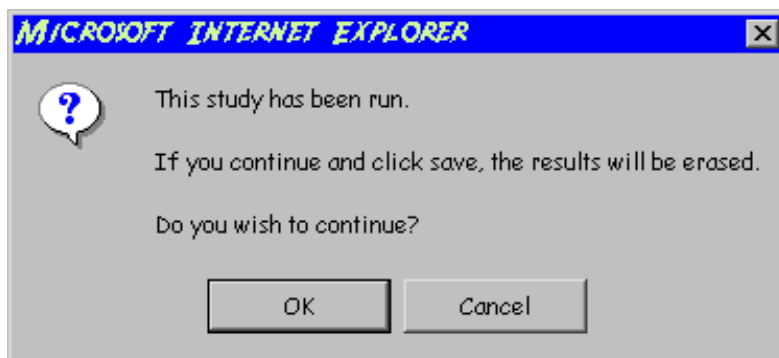 MICROSOFT INTERNET EXPLORER
This study has been run.
If you continue and click save, the results will be erased.
Do you wish to continue?
OK
Cancel